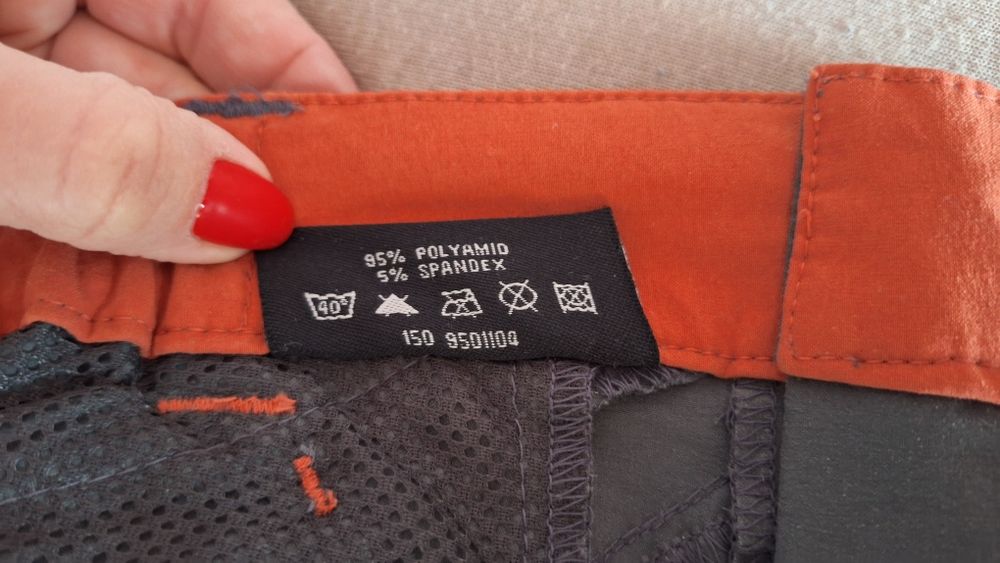 95% POLYAMID
5% SPANDEX
40°
150 9501104